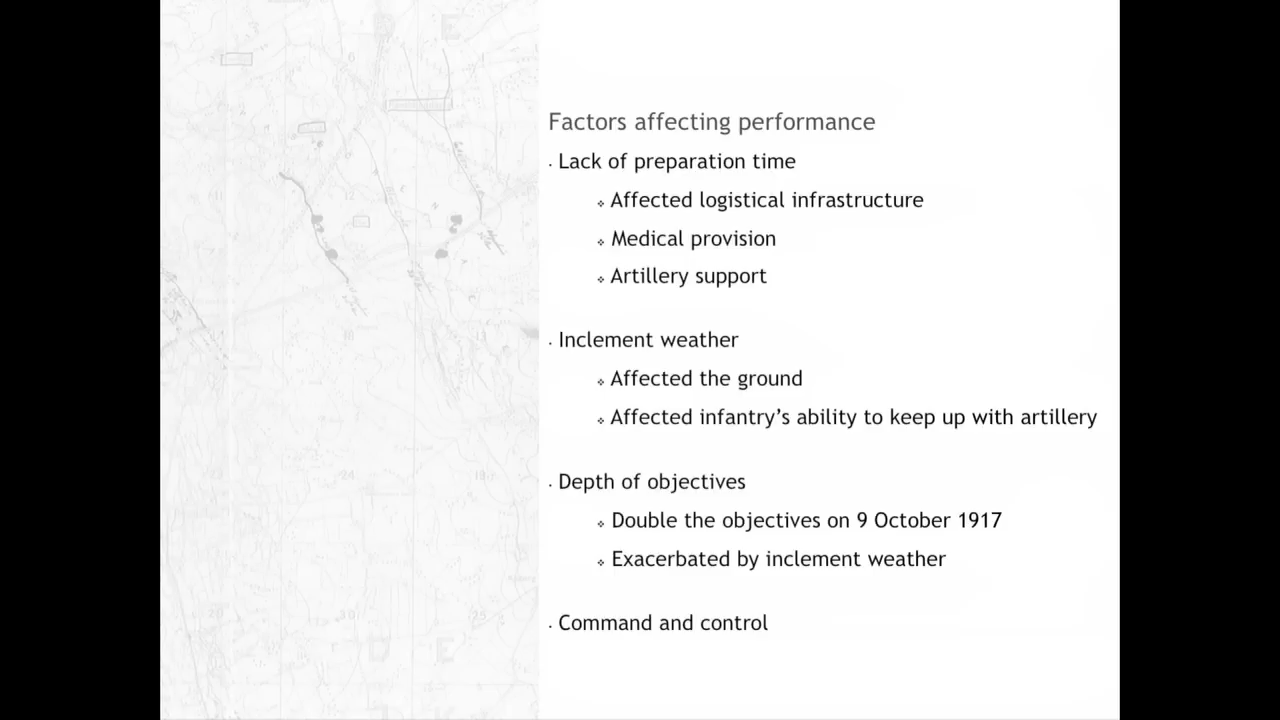 Factors affecting performance
· Lack of preparation time
❖ Affected logistical infrastructure
❖ Medical provision
❖ Artillery support
· Inclement weather
❖ Affected the ground
❖ Affected infantry’s ability to keep up with artillery
· Depth of objectives
❖ Double the objectives on 9 October 1917
❖ Exacerbated by inclement weather
· Command and control